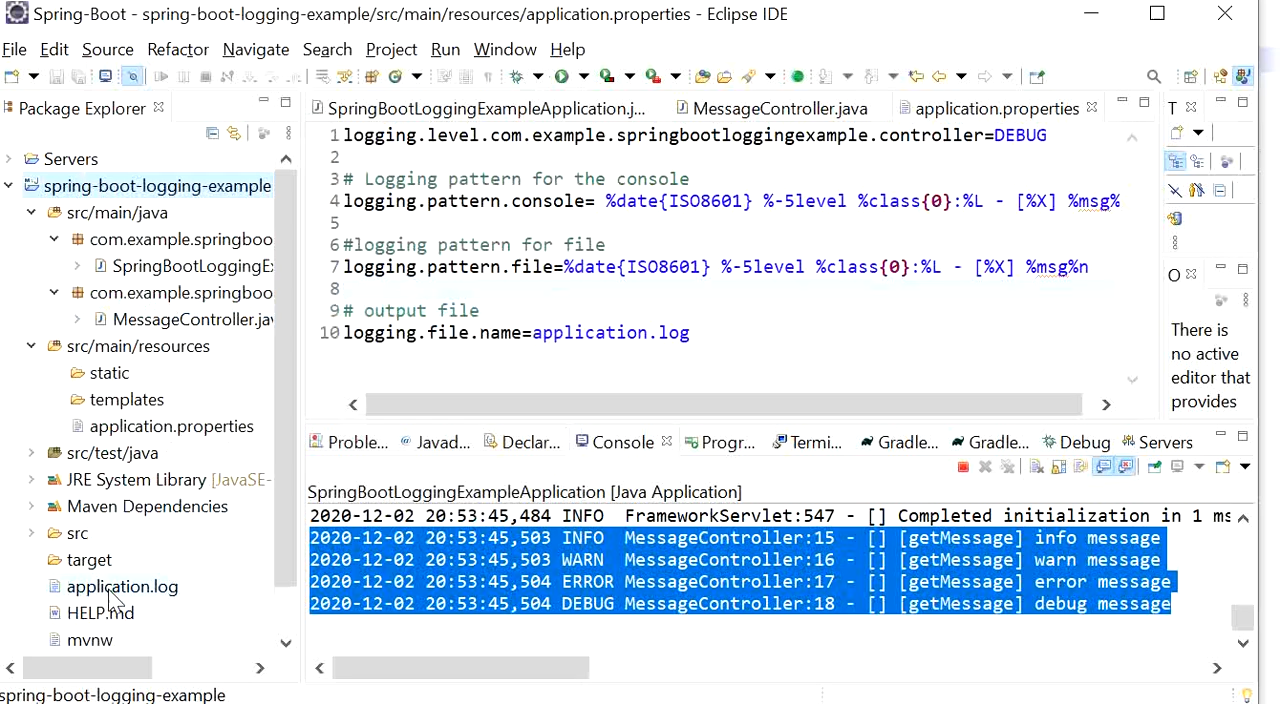 Spring-Boot - spring-boot-logging-example/src/main/resources/application.properties - Eclipse IDE
File Edit Source Refactor Navigate Search Project Run Window Help
Package Explorer
Servers
spring-boot-logging-example
src/main/java
com.example.springboo
SpringBootLoggingEx
com.example.springboo
MessageController.jav
src/main/resources
static
templates
application.properties
src/test/java
JRE System Library [JavaSE-
Maven Dependencies
src
target
application.log
HELP.md
mvnw
SpringBootLoggingExampleApplication.j... MessageController.java application.properties
1 logging.level.com.example.springbootloggingexample.controller=DEBUG
2
3 # Logging pattern for the console
4 logging.pattern.console= %date{ISO8601} %-5level %class{0}:%L - [%X] %msg%
5
6 #logging pattern for file
7 logging.pattern.file=%date{ISO8601} %-5level %class{0}:%L - [%X] %msg%n
8
9 # output file
10 logging.file.name=application.log
T
O
There is
no active
editor that
provides
Proble... Javad... Declar... Console Progr... Termi... Gradle... Gradle... Debug Servers
SpringBootLoggingExampleApplication [Java Application]
2020-12-02 20:53:45,484 INFO  FrameworkServlet:547 - [] Completed initialization in 1 ms
2020-12-02 20:53:45,503 INFO  MessageController:15 - [] [getMessage] info message
2020-12-02 20:53:45,503 WARN  MessageController:16 - [] [getMessage] warn message
2020-12-02 20:53:45,504 ERROR MessageController:17 - [] [getMessage] error message
2020-12-02 20:53:45,504 DEBUG MessageController:18 - [] [getMessage] debug message
spring-boot-logging-example